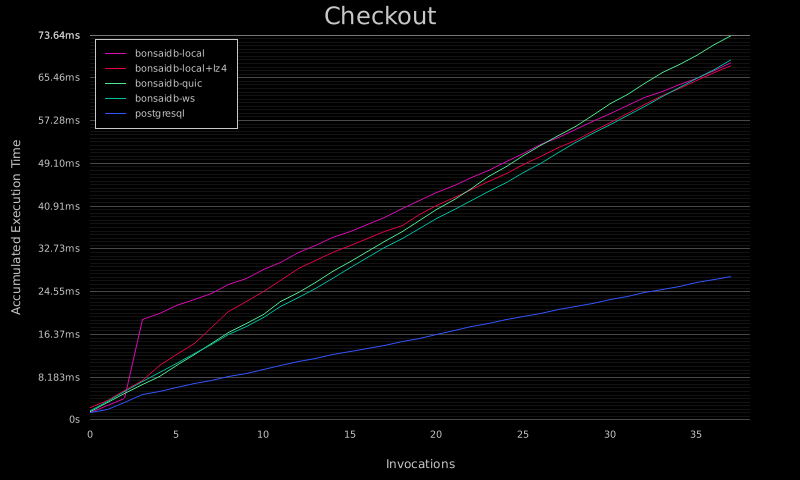 Checkout
73.64ms
65.46ms
57.28ms
49.10ms
40.91ms
32.73ms
24.55ms
16.37ms
8.183ms
0s
Accumulated Execution Time
bonsaidb-local
bonsaidb-local+lz4
bonsaidb-quic
bonsaidb-ws
postgresql
0 5 10 15 20 25 30 35
Invocations